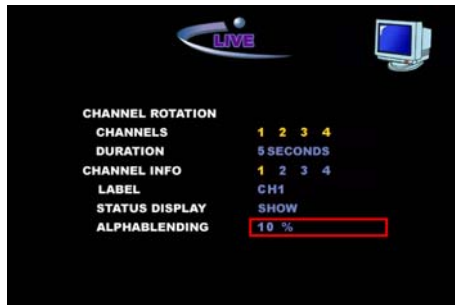 LIVE
CHANNEL ROTATION
CHANNELS 1 2 3 4
DURATION 5 SECONDS
CHANNEL INFO 1 2 3 4
LABEL CH1
STATUS DISPLAY SHOW
ALPHABLENDING 10 %